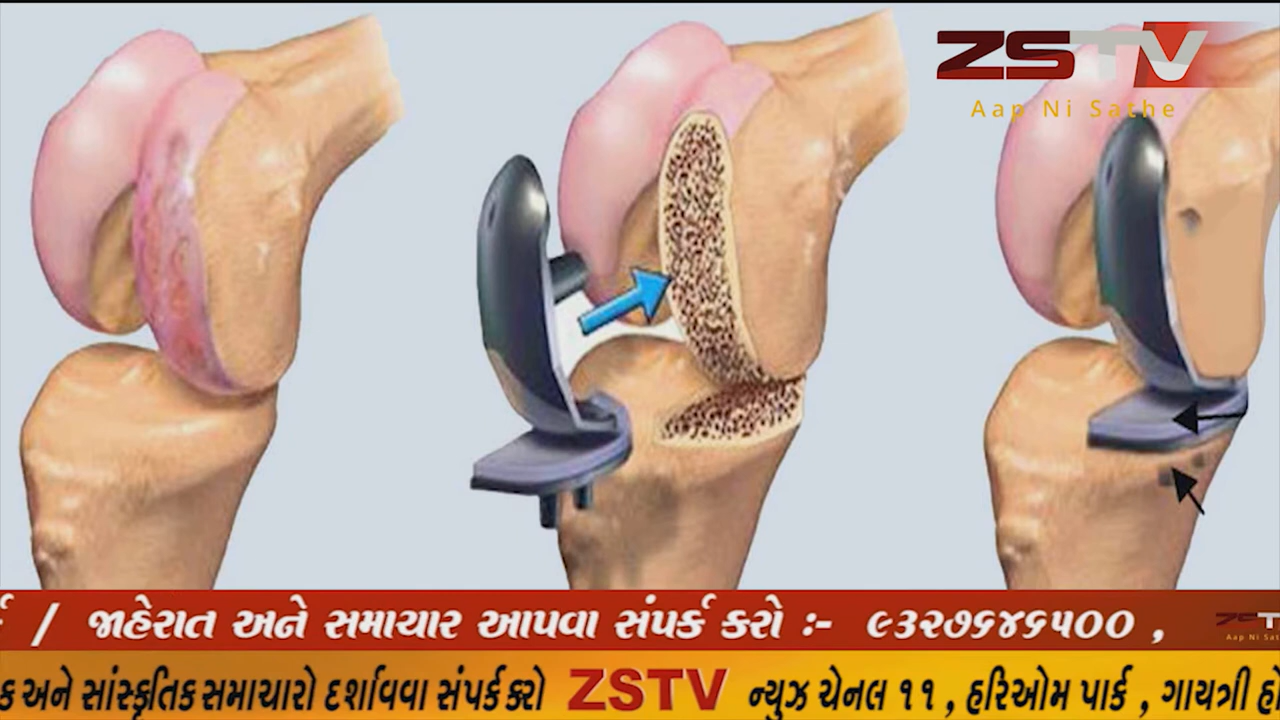 ZSTV
Aap Ni Sathe
/ જાહેરાત અને સમાચાર આપવા સંપર્ક કરો :- ૯૩૨૭૬૪૬૫૦૦ ,
અને સાંસ્કૃતિક સમાચારો દર્શાવવા સંપર્ક કરો ZSTV ન્યુઝ ચેનલ ૧૧ , હરિઓમ પાર્ક , ગાયત્રી